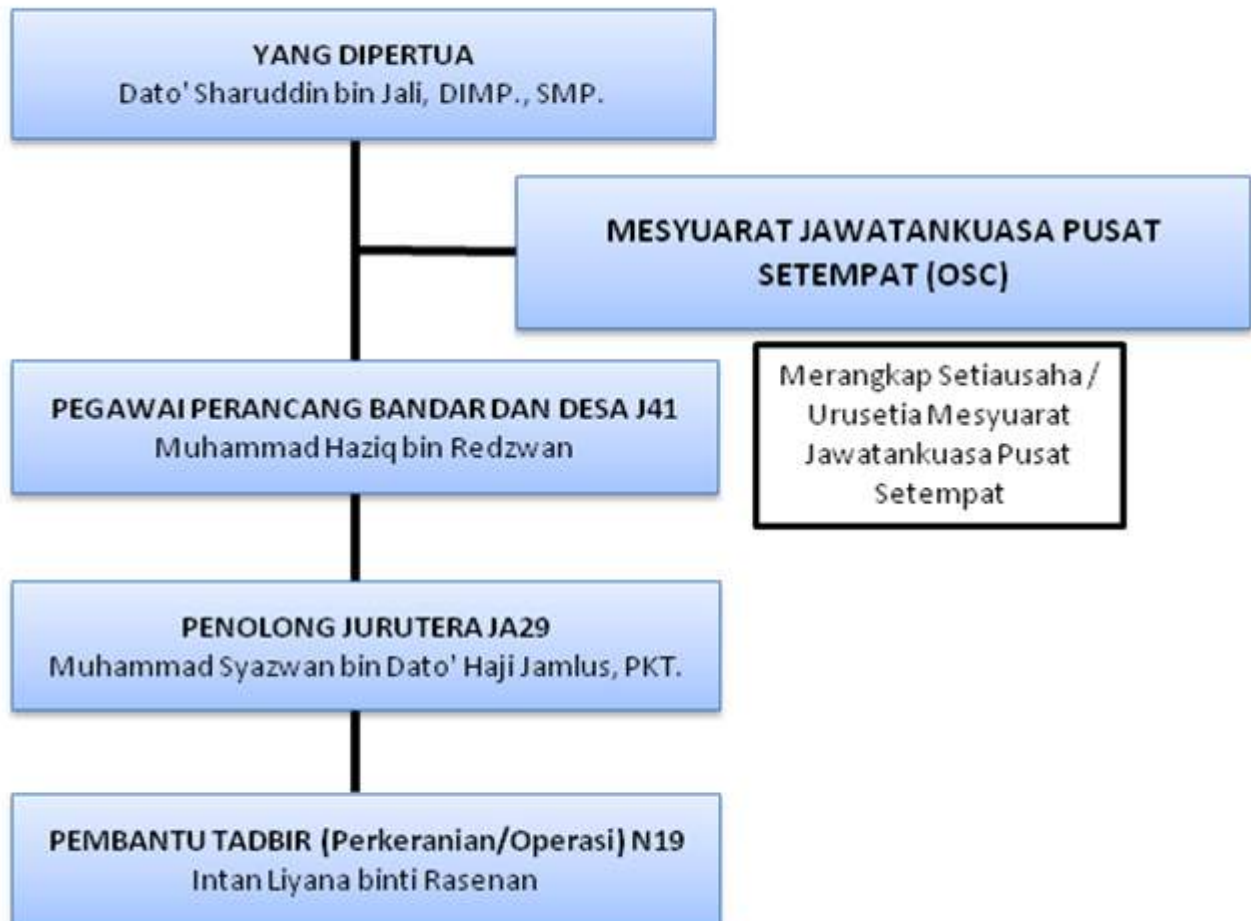 YANG DIPERTUA
Dato' Sharuddin bin Jali, DIMP., SMP.
MESYUARAT JAWATANKUASA PUSAT
SETEMPAT (OSC)
PEGAWAI PERANCANG BANDAR DAN DESA J41
Muhammad Haziq bin Redzwan
Merangkap Setiausaha /
Urusetia Mesyuarat
Jawatankuasa Pusat
Setempat
PENOLONG JURUTERA JA29
Muhammad Syazwan bin Dato' Haji Jamlus, PKT.
PEMBANTU TADBIR (Perkeranian/Operasi) N19
Intan Liyana binti Rasenan